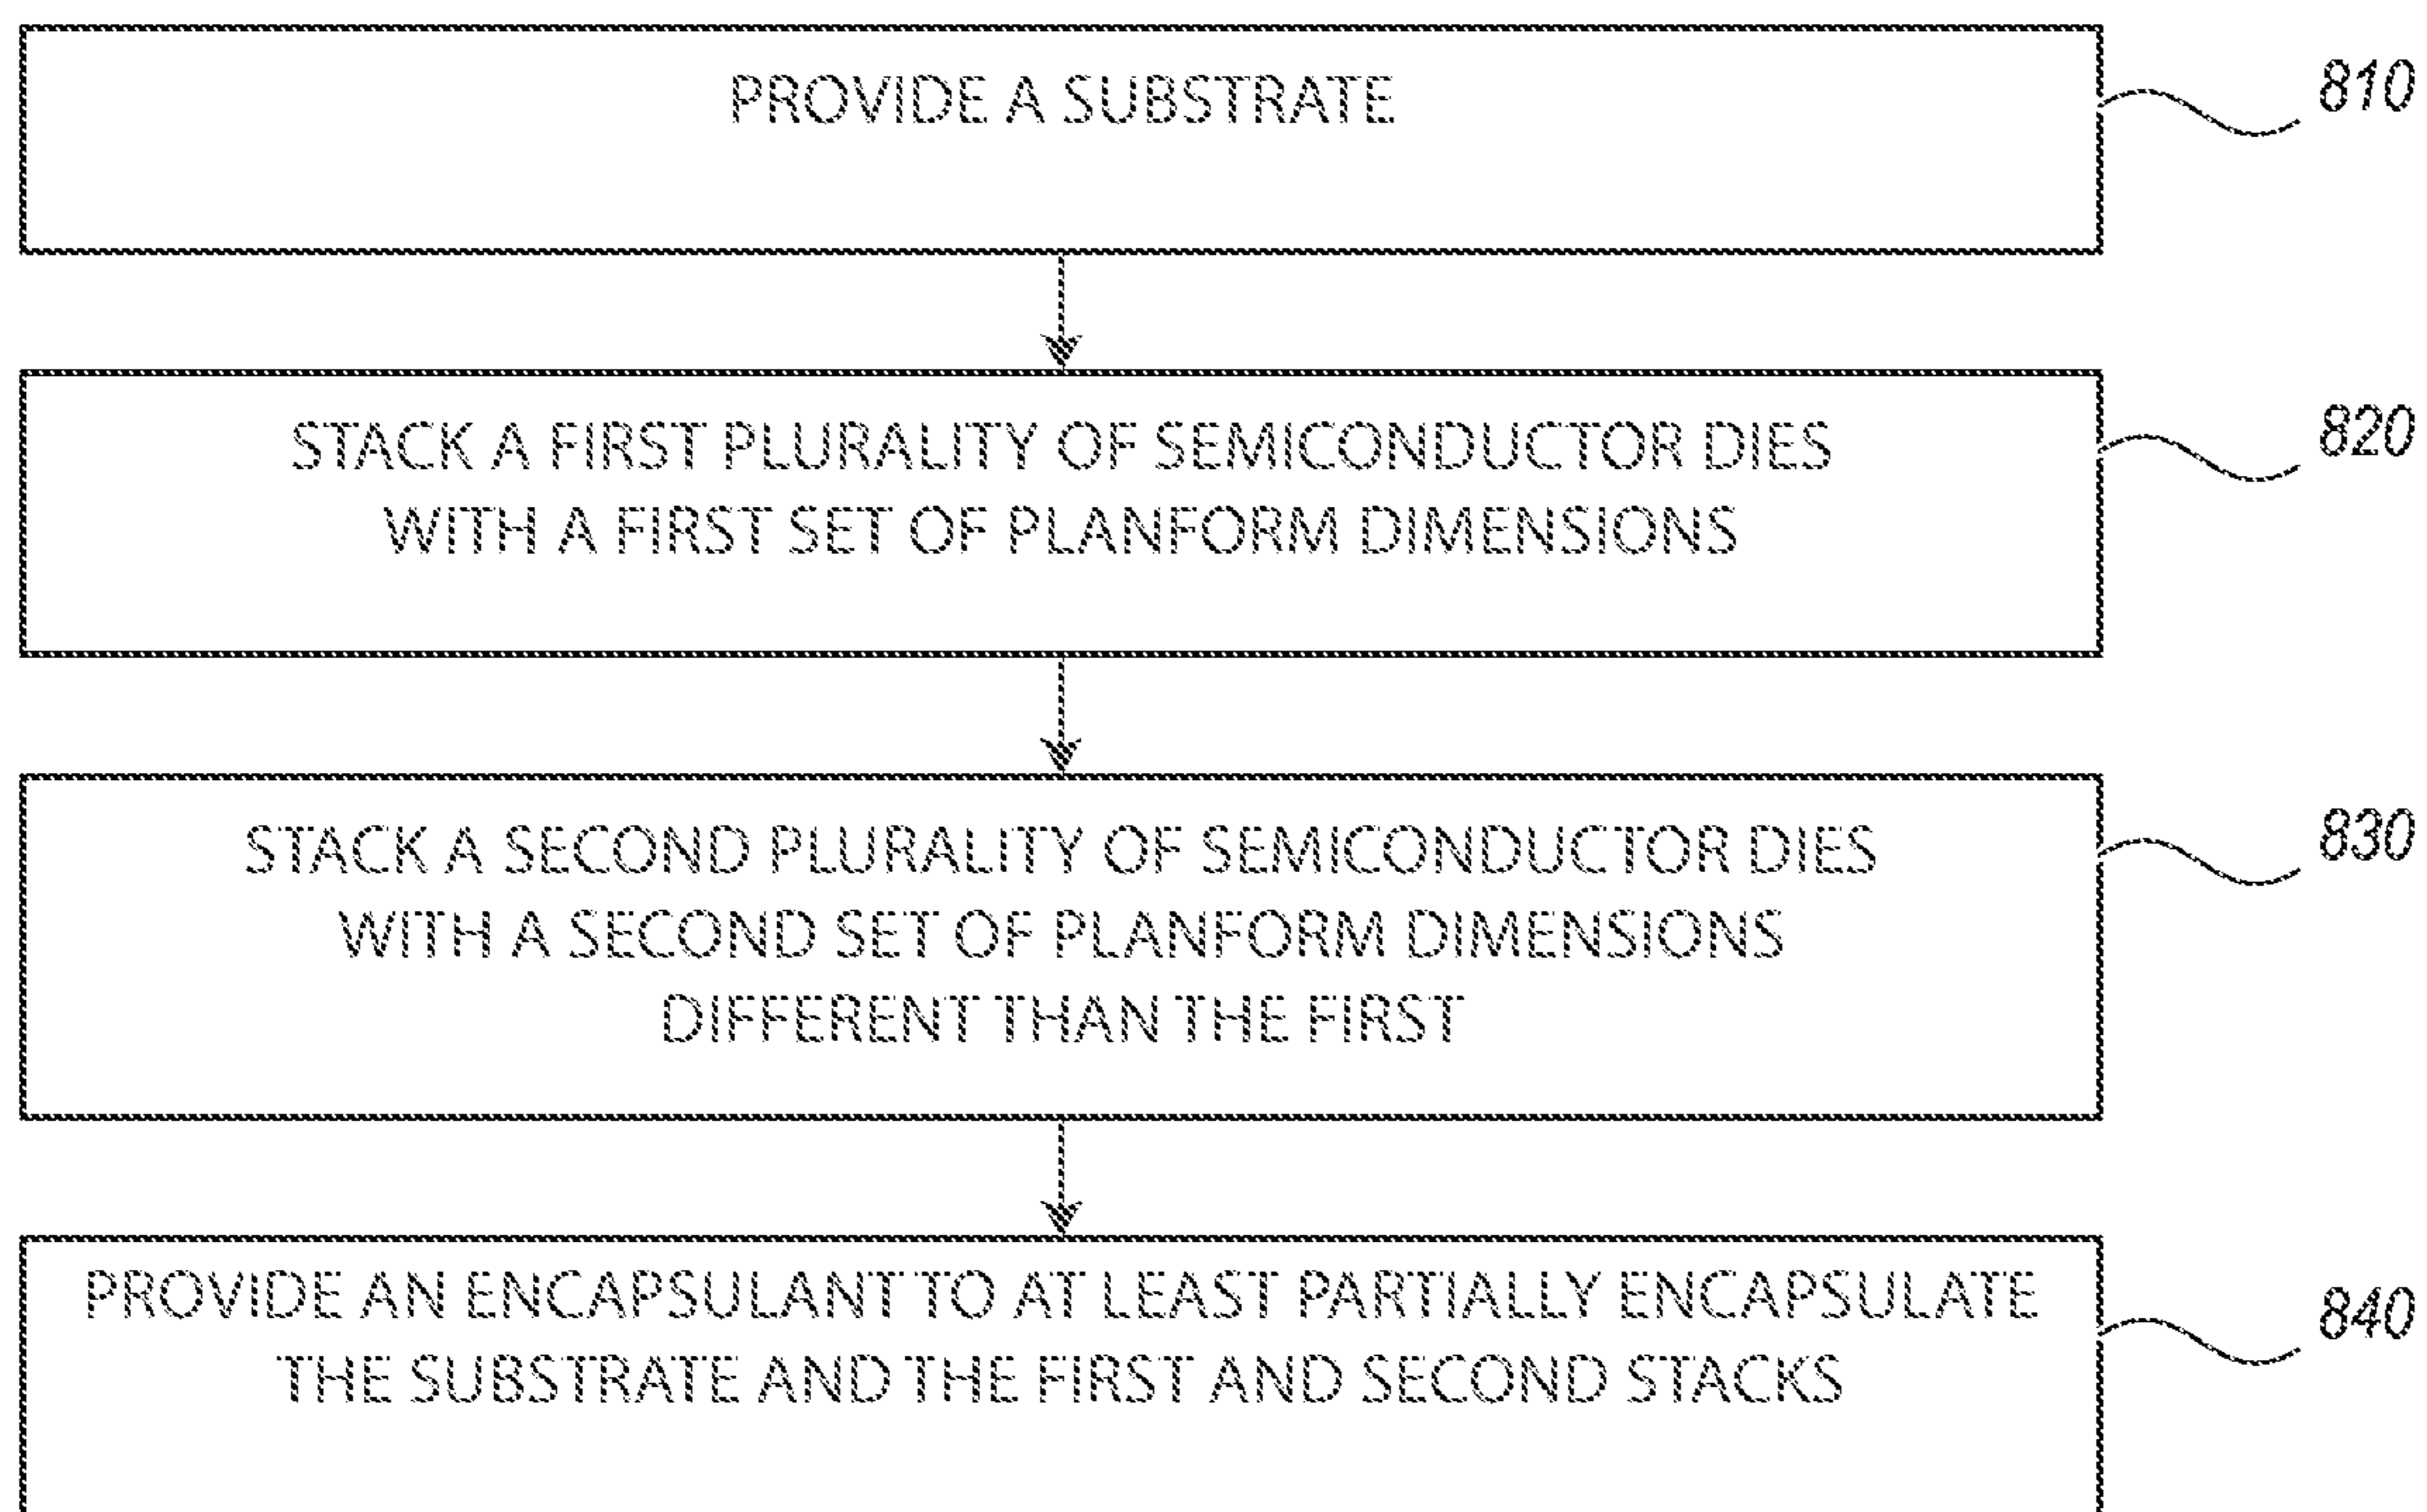 PROVIDE A SUBSTRATE
810
STACK A FIRST PLURALITY OF SEMICONDUCTOR DIES
WITH A FIRST SET OF PLANFORM DIMENSIONS
820
STACK A SECOND PLURALITY OF SEMICONDUCTOR DIES
WITH A SECOND SET OF PLANFORM DIMENSIONS
DIFFERENT THAN THE FIRST
830
PROVIDE AN ENCAPSULANT TO AT LEAST PARTIALLY ENCAPSULATE
THE SUBSTRATE AND THE FIRST AND SECOND STACKS
840